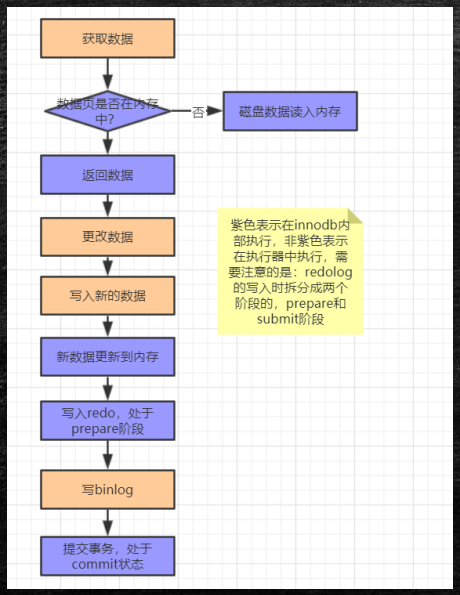 获取数据
数据页是否在内存
中?
否
磁盘数据读入内存
返回数据
更改数据
紫色表示在innodb内
部执行，非紫色表示
在执行器中执行，需
要注意的是：redolog
的写入时拆分成两个
阶段的，prepare和
submit阶段
写入新的数据
新数据更新到内存
写入redo，处于
prepare阶段
写binlog
提交事务，处于
commit状态